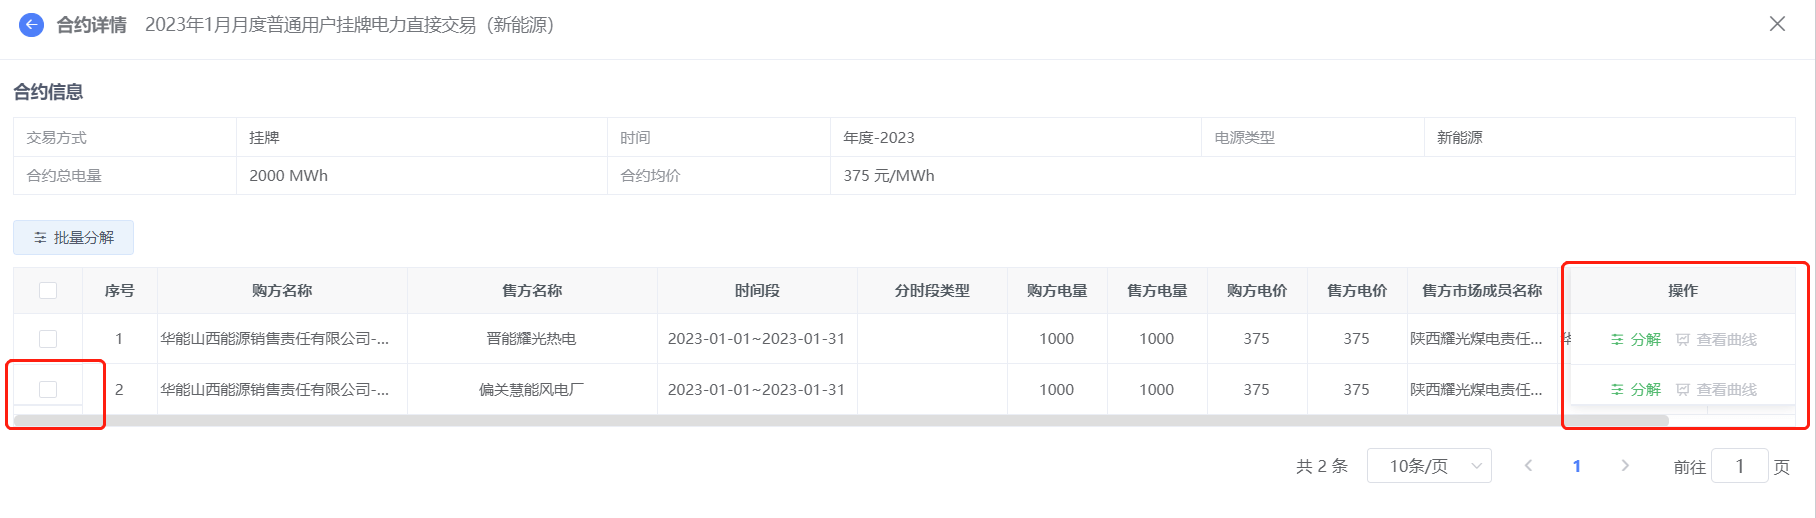 合约详情 2023年1月月度普通用户挂牌电力直接交易（新能源）
合约信息
交易方式 挂牌 时间 年度-2023 电源类型 新能源
合约总电量 2000 MWh 合约均价 375 元/MWh
批量分解
序号 购方名称 售方名称 时间段 分时段类型 购方电量 售方电量 购方电价 售方电价 售方市场成员名称 操作
1 华能山西能源销售责任有限公司-... 晋能耀光热电 2023-01-01~2023-01-31 1000 1000 375 375 陕西耀光煤电责任... 分解 查看曲线
2 华能山西能源销售责任有限公司-... 偏关慧能风电厂 2023-01-01~2023-01-31 1000 1000 375 375 陕西耀光煤电责任... 分解 查看曲线
共 2 条 10条/页 1 前往 1 页